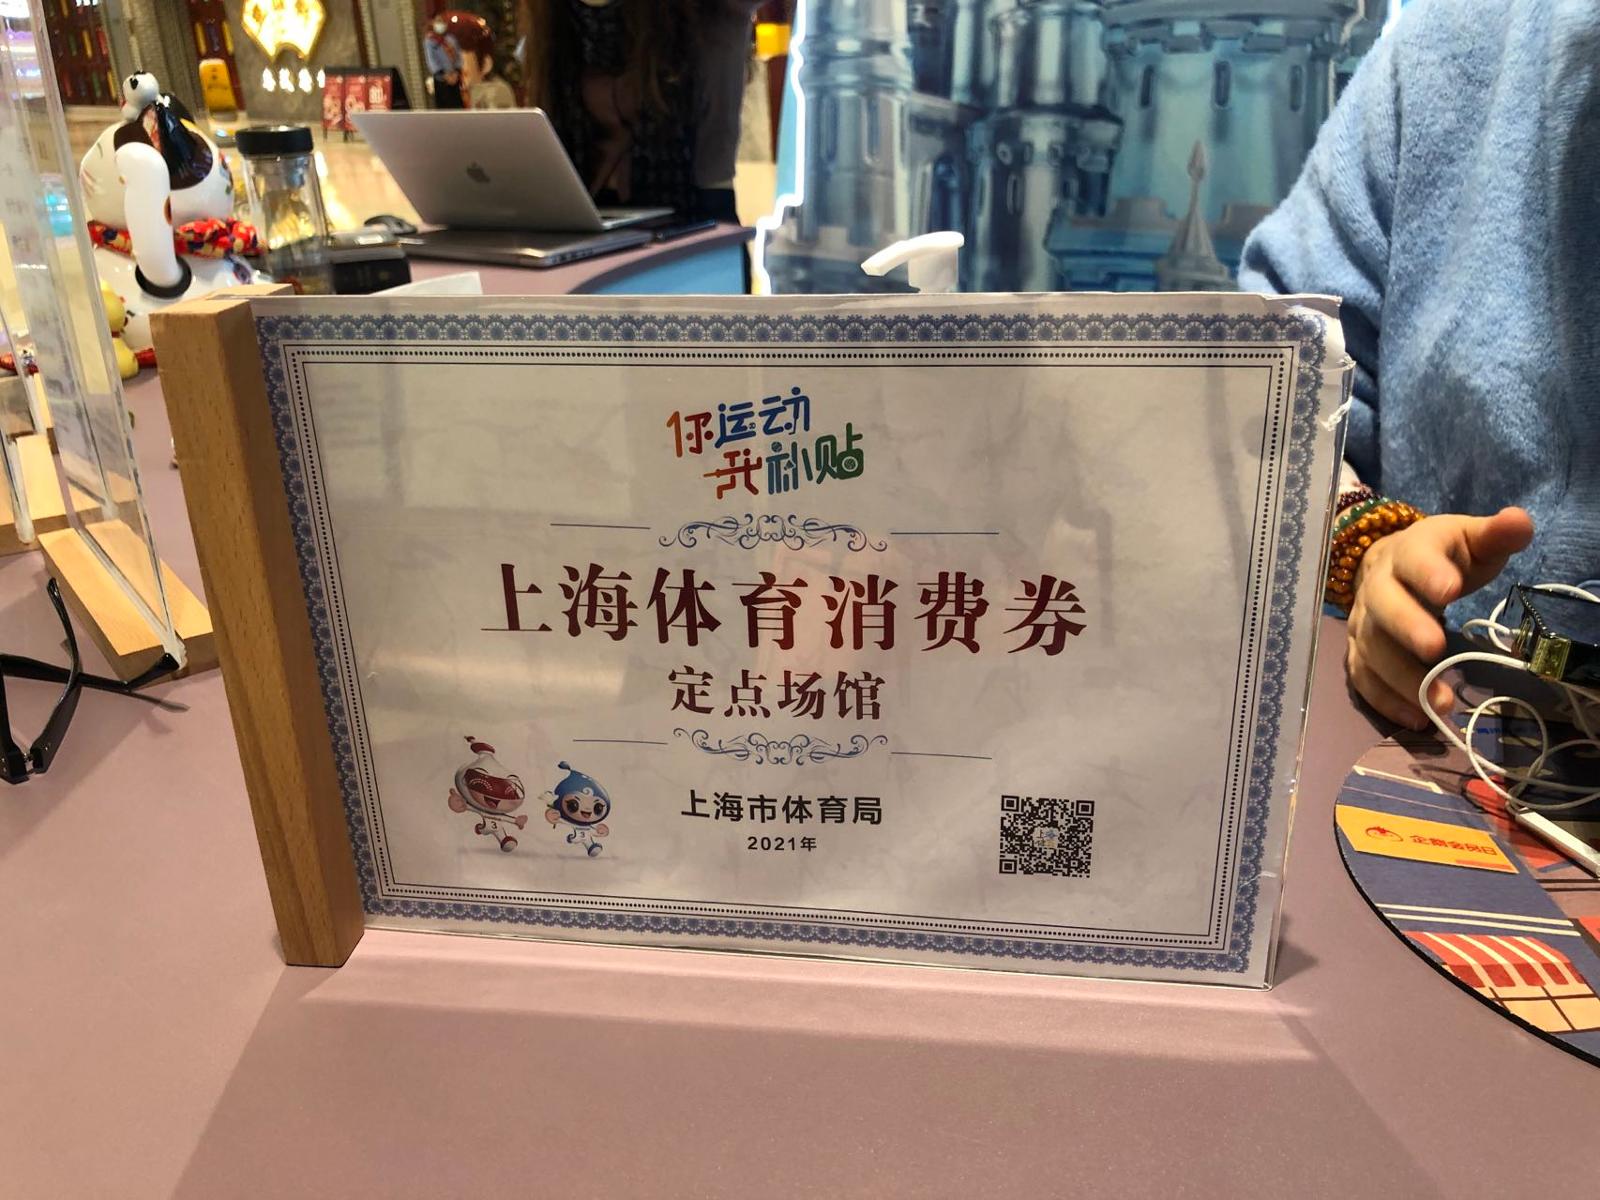 你运动
我补贴
上海体育消费券
定点场馆
上海市体育局
2021年